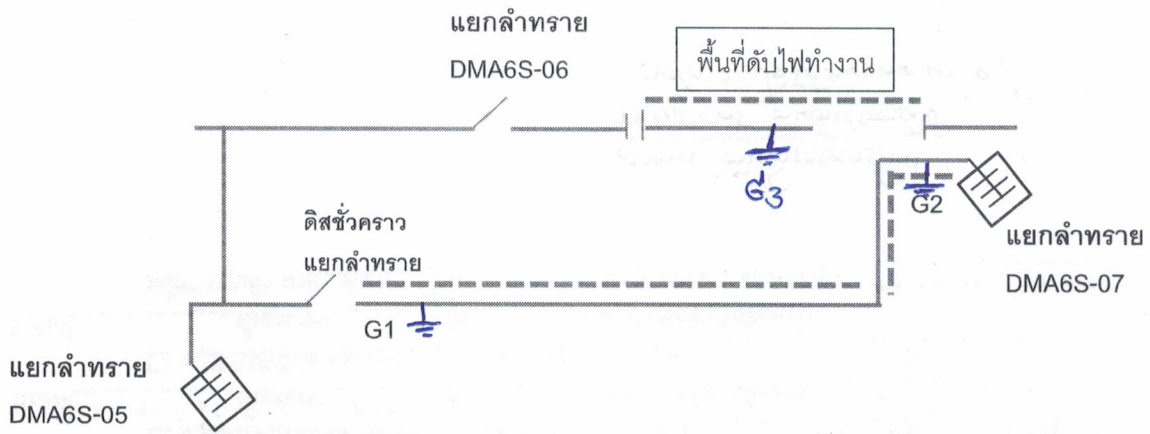 แยกลำทราย
DMA6S-06
พื้นที่ดับไฟทำงาน
G3
G2
ดิสชั่วคราว
แยกลำทราย
แยกลำทราย
DMA6S-07
G1
แยกลำทราย
DMA6S-05